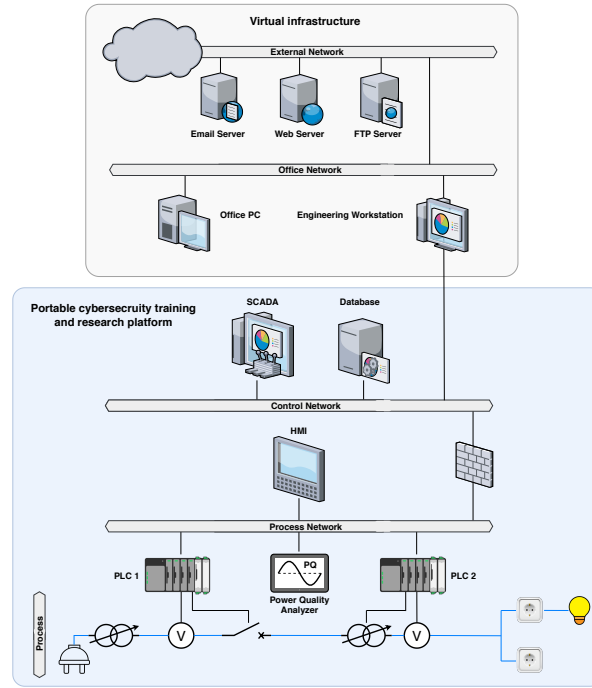 Virtual infrastructure
External Network
Email Server
Web Server
FTP Server
Office Network
Office PC
Engineering Workstation
Portable cybersecruity training
and research platform
SCADA
Database
Control Network
HMI
Process Network
PLC 1
PQ
PLC 2
Power Quality
Analyzer
Process
V
V